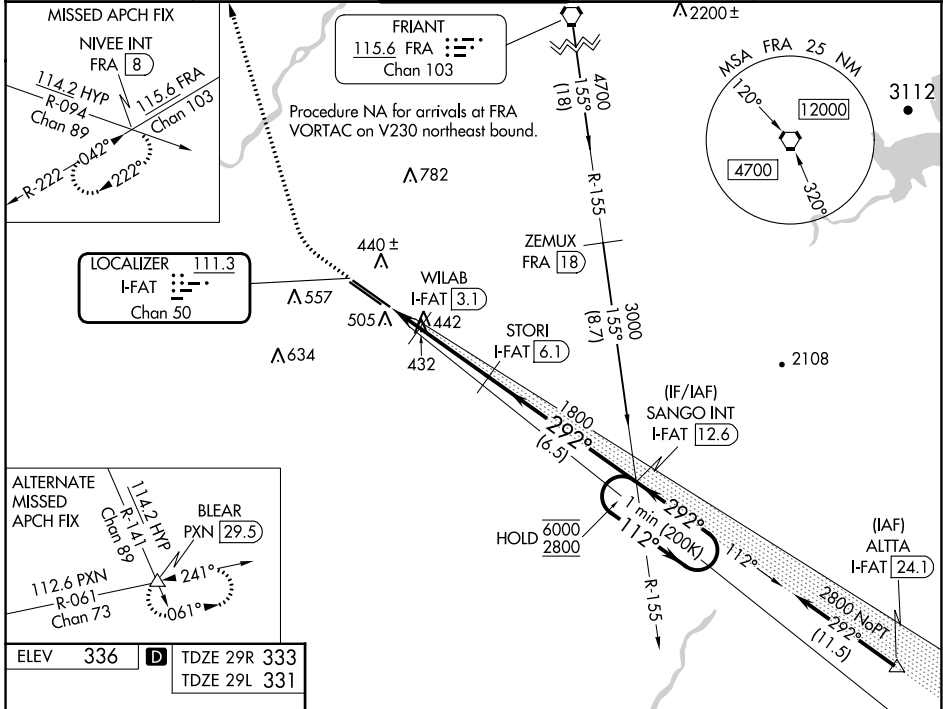 MISSED APCH FIX
NIVEE INT
FRA 8
114.2 HYP
R-094
Chan 89
115.6 FRA
Chan 103
R-222
042°
222°
FRIANT
115.6 FRA
Chan 103
Procedure NA for arrivals at FRA
VORTAC on V230 northeast bound.
4700
155°
(18)
R-155
2200±
MSA FRA 25 NM
120°
12000
4700
320°
3112
782
ZEMUX
FRA 18
3000
155°
(8.7)
LOCALIZER 111.3
I-FAT
Chan 50
440 ±
557
505
442
432
634
WILAB
I-FAT 3.1
STORI
I-FAT 6.1
2108
(IF/IAF)
SANGO INT
I-FAT 12.6
1800
292°
(6.5)
HOLD 6000
2800
1 min (200K)
292°
112°
112°
R-155
(IAF)
ALTTA
I-FAT 24.1
2800 NoPT
292°
(11.5)
ALTERNATE
MISSED
APCH FIX
114.2 HYP
R-141
Chan 89
BLEAR
PXN 29.5
112.6 PXN
R-061
Chan 73
241°
061°
ELEV 336
D
TDZE 29R 333
TDZE 29L 331